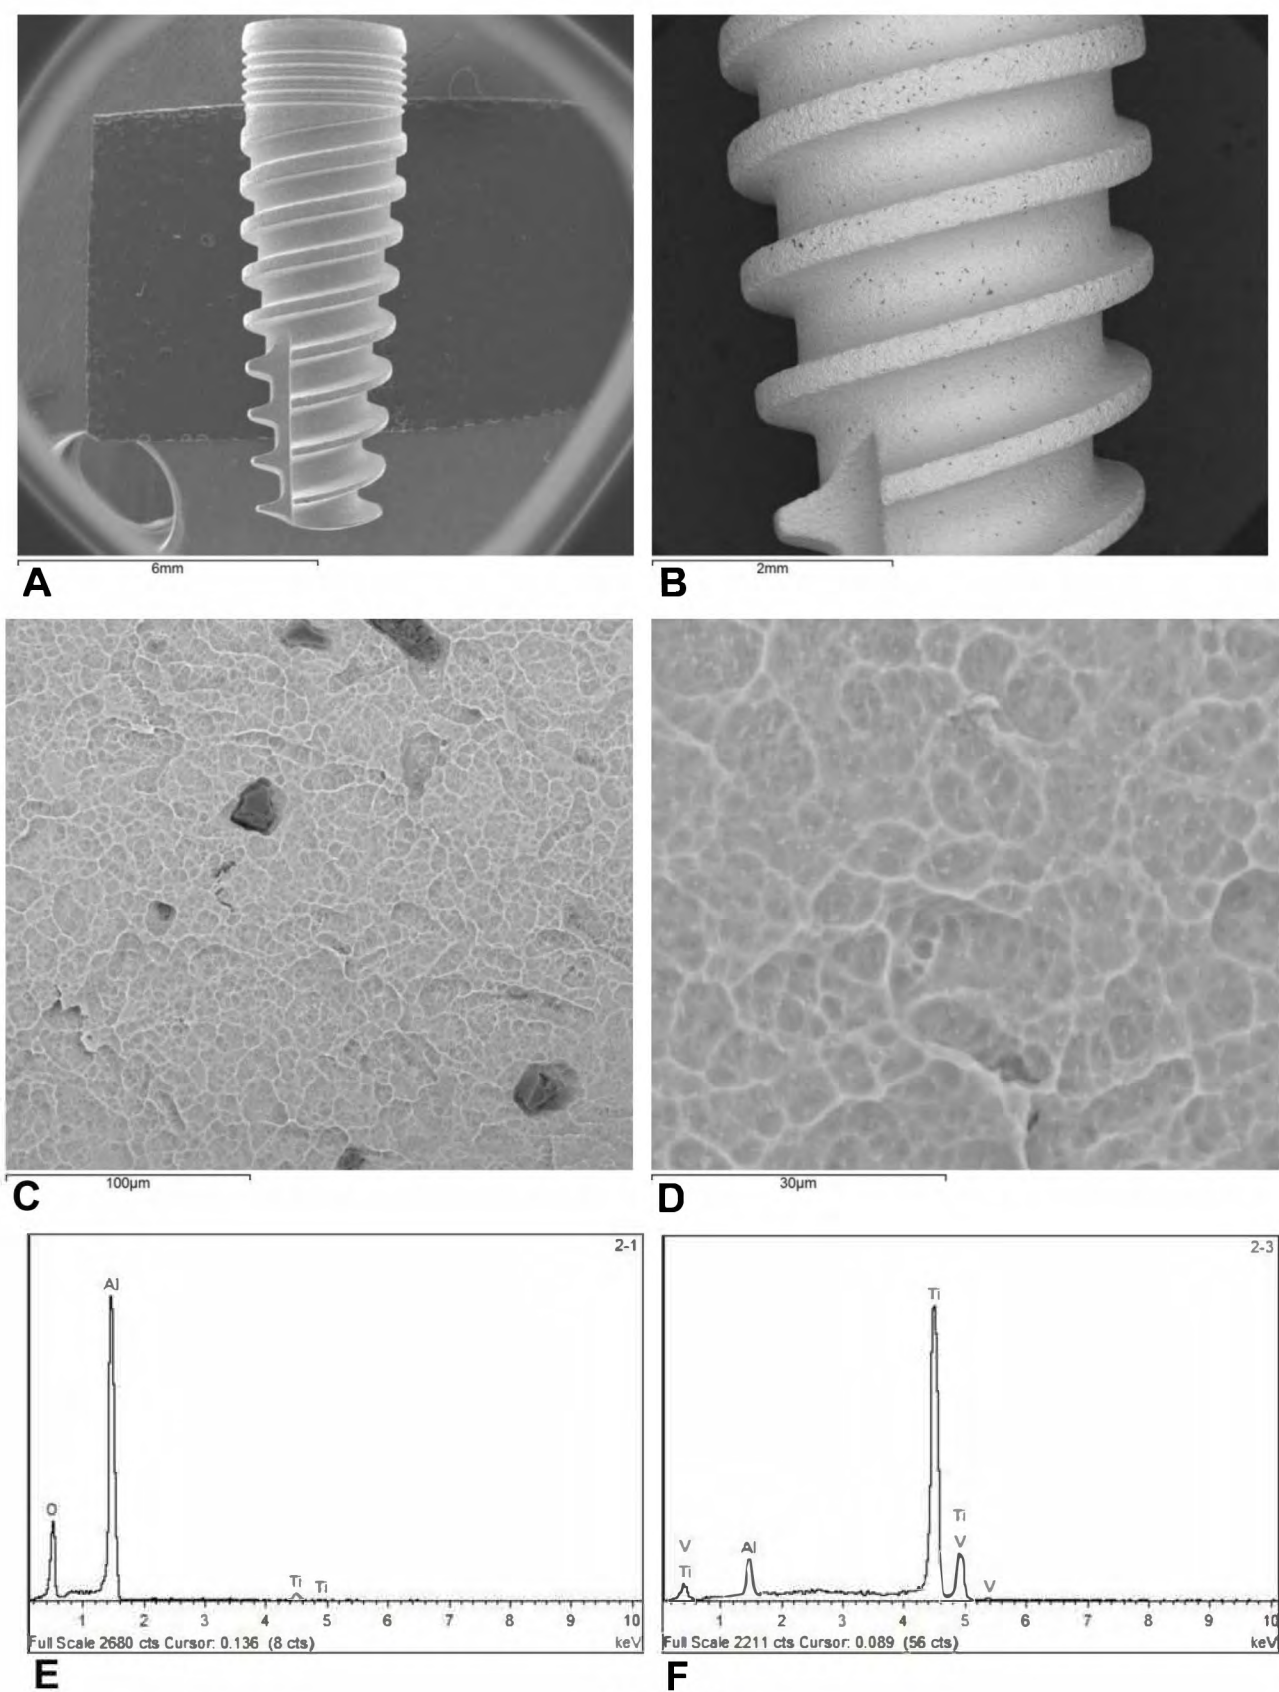 6mm
2mm
A
B
100µm
30µm
C
D
2-1
Al
O
Ti
Ti
1 2 3 4 5 6 7 8 9 10
Full Scale 2680 cts Cursor: 0.136 (8 cts)
keV
E
2-3
Ti
Ti
V
V
Ti
Al
V
1 2 3 4 5 6 7 8 9 10
Full Scale 2211 cts Cursor: 0.089 (56 cts)
keV
F